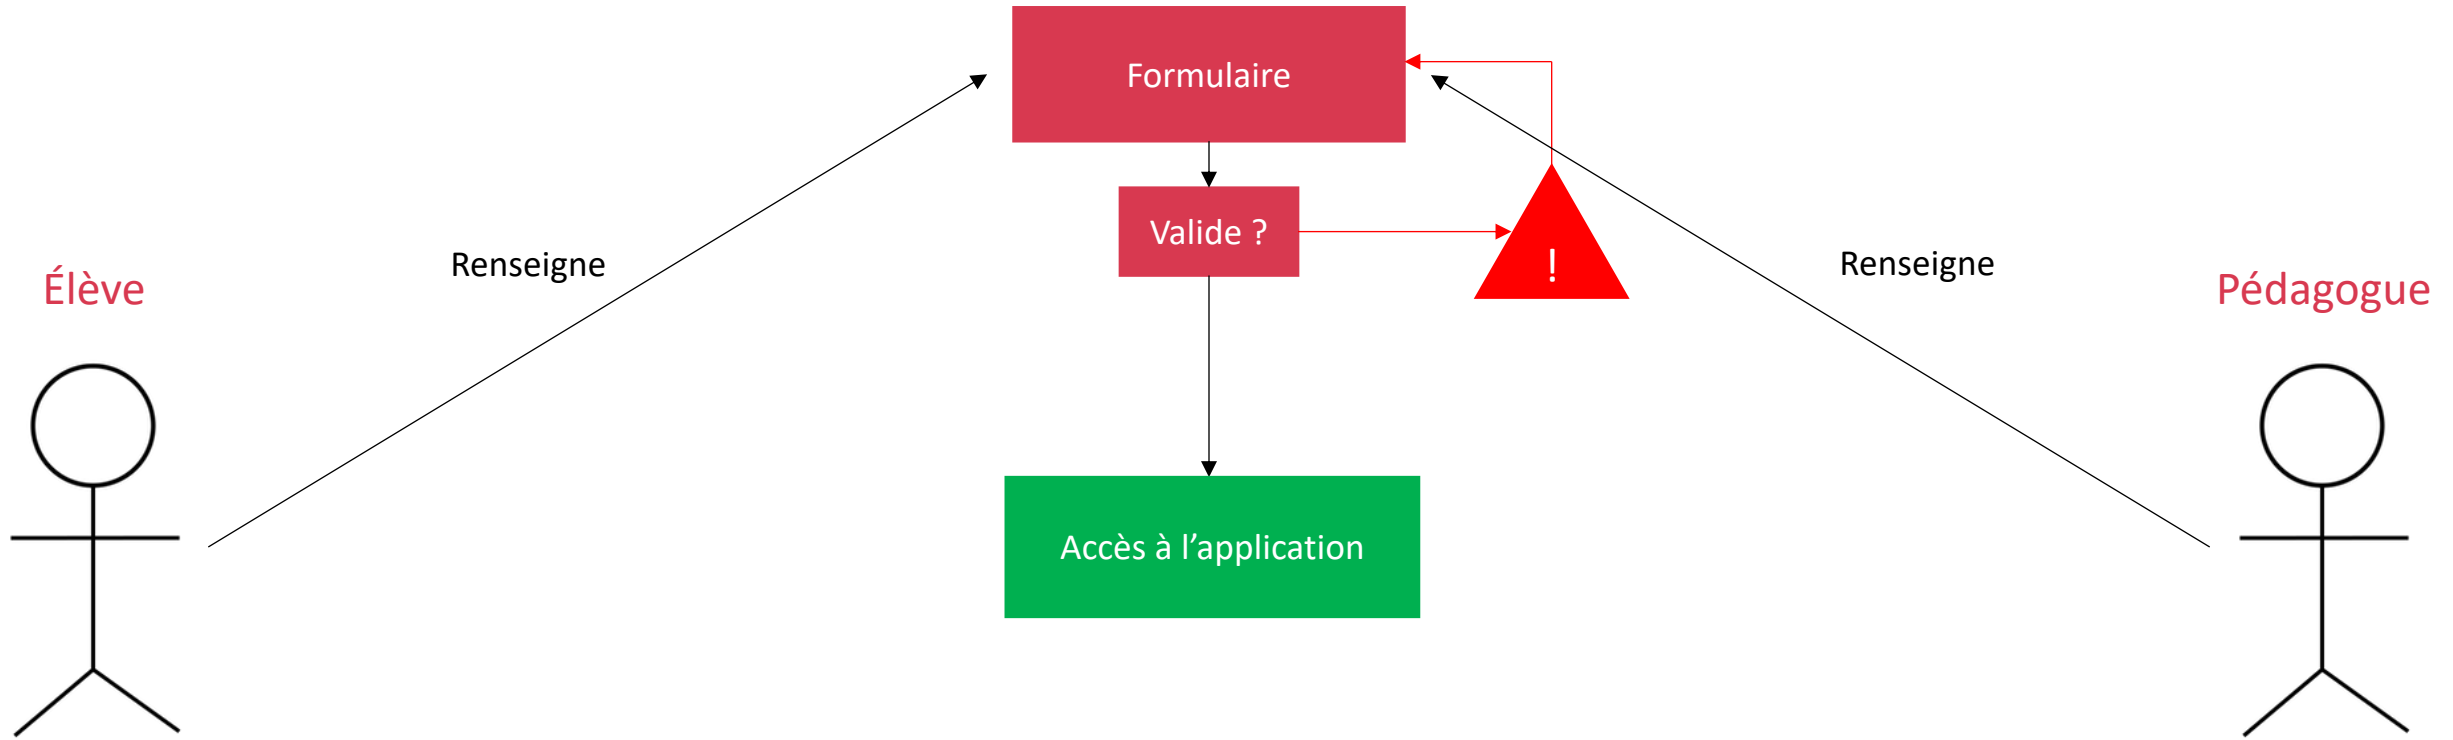 Formulaire
Valide ?
!
Renseigne
Renseigne
Élève
Pédagogue
Accès à l’application